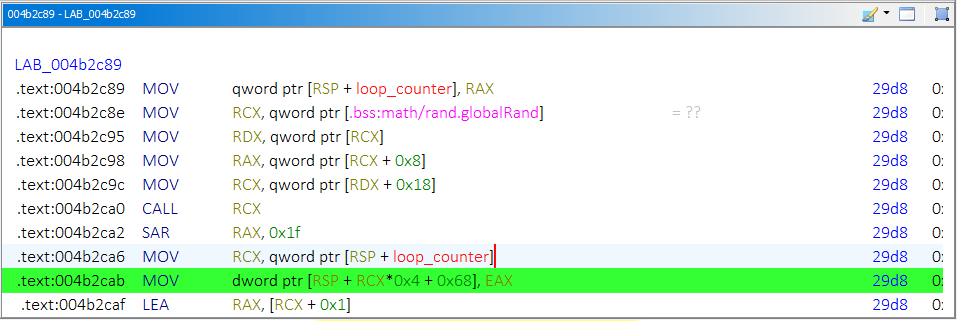 004b2c89 - LAB_004b2c89
LAB_004b2c89
.text:004b2c89 MOV qword ptr [RSP + loop_counter], RAX 29d8 0:
.text:004b2c8e MOV RCX, qword ptr [.bss:math/rand.globalRand] = ?? 29d8 0:
.text:004b2c95 MOV RDX, qword ptr [RCX] 29d8 0:
.text:004b2c98 MOV RAX, qword ptr [RCX + 0x8] 29d8 0:
.text:004b2c9c MOV RCX, qword ptr [RDX + 0x18] 29d8 0:
.text:004b2ca0 CALL RCX 29d8 0:
.text:004b2ca2 SAR RAX, 0x1f 29d8 0:
.text:004b2ca6 MOV RCX, qword ptr [RSP + loop_counter] 29d8 0:
.text:004b2cab MOV dword ptr [RSP + RCX*0x4 + 0x68], EAX 29d8 0:
.text:004b2caf LEA RAX, [RCX + 0x1] 29d8 0: